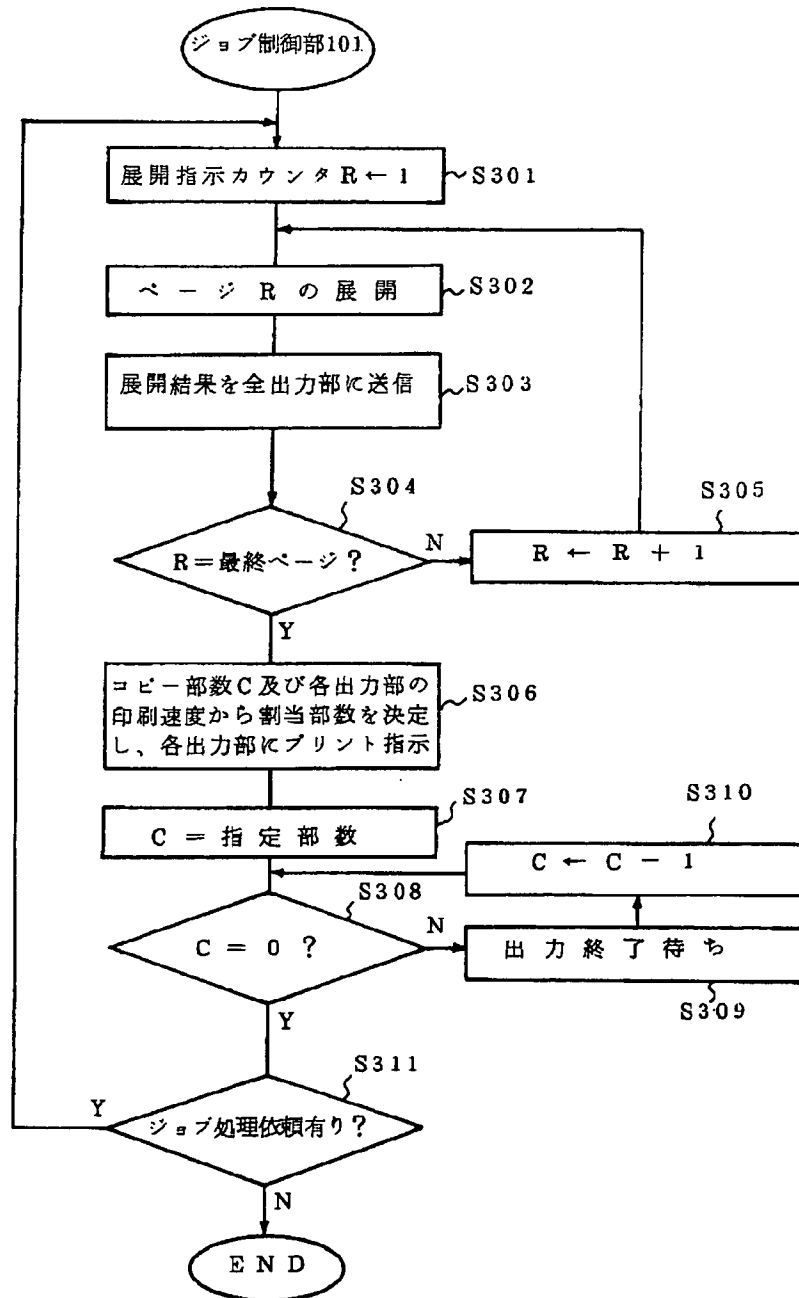 ジョブ制御部101
展開指示カウンタR←1
S301
ページRの展開
S302
展開結果を全出力部に送信
S303
S304
R=最終ページ?
N
Y
S305
R ← R + 1
コピー部数C及び各出力部の
印刷速度から割当部数を決定
し、各出力部にプリント指示
S306
S307
C = 指定部数
S310
C ← C - 1
S308
C = 0 ?
N
Y
出力終了待ち
S309
S311
ジョブ処理依頼有り?
Y
N
END